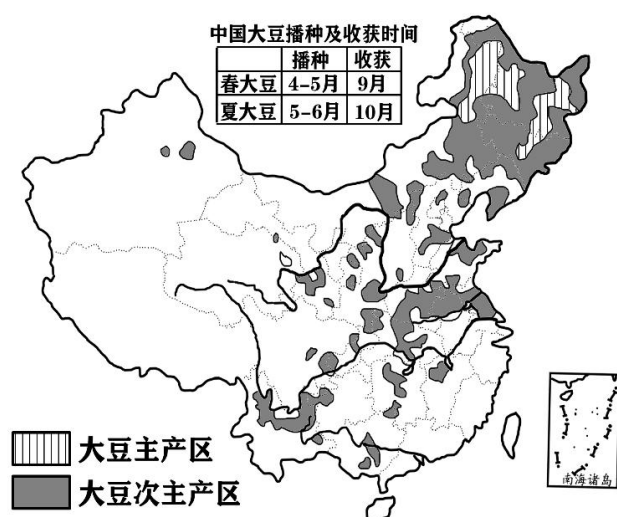 中国大豆播种及收获时间
播种 收获
春大豆 4-5月 9月
夏大豆 5-6月 10月
大豆主产区
大豆次主产区
南海诸岛